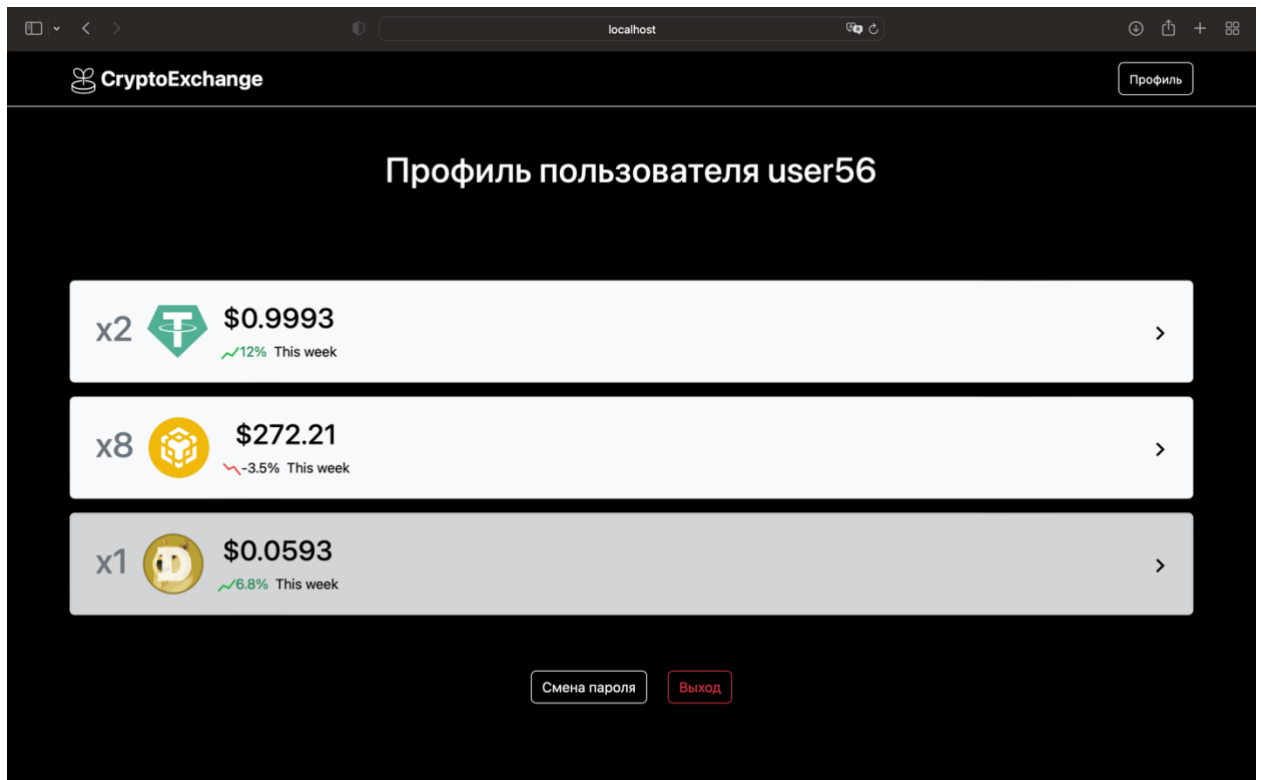 localhost
CryptoExchange
Профиль
Профиль пользователя user56
x2
$0.9993
12% This week
x8
$272.21
-3.5% This week
x1
$0.0593
6.8% This week
Смена пароля
Выход